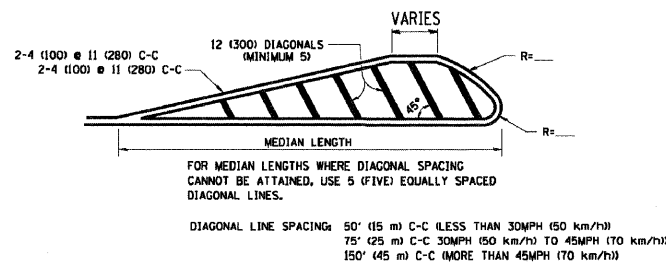 VARIES
2-4 (100) @ 11 (280) C-C
2-4 (100) @ 11 (280) C-C
12 (300) DIAGONALS
(MINIMUM 5)
R=___
45°
R=___
MEDIAN LENGTH
FOR MEDIAN LENGTHS WHERE DIAGONAL SPACING
CANNOT BE ATTAINED, USE 5 (FIVE) EQUALLY SPACED
DIAGONAL LINES.
DIAGONAL LINE SPACING: 50' (15 m) C-C (LESS THAN 30MPH (50 km/h))
75' (25 m) C-C 30MPH (50 km/h) TO 45MPH (70 km/h))
150' (45 m) C-C (MORE THAN 45MPH (70 km/h))